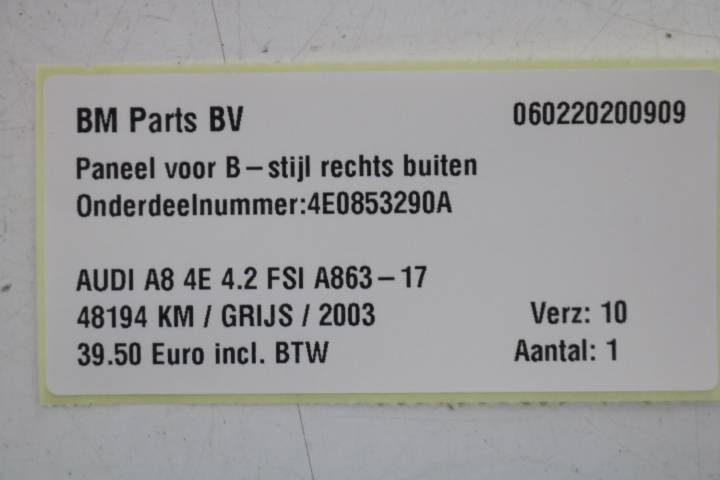 BM Parts BV 060220200909
Paneel voor B-stijl rechts buiten
Onderdeelnummer:4E0853290A
AUDI A8 4E 4.2 FSI A863-17
48194 KM / GRIJS / 2003 Verz: 10
39.50 Euro incl. BTW Aantal: 1